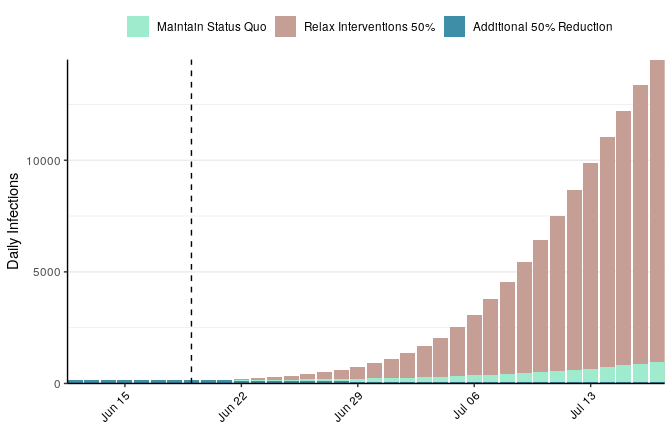 Maintain Status Quo Relax Interventions 50% Additional 50% Reduction
Daily Infections
10000
5000
0
Jun 15 Jun 22 Jun 29 Jul 06 Jul 13